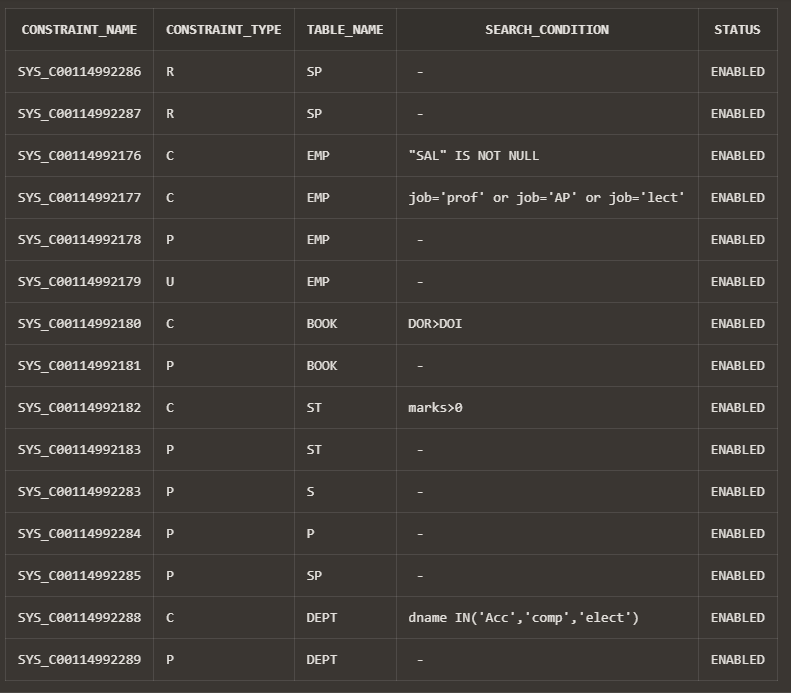 CONSTRAINT_NAME CONSTRAINT_TYPE TABLE_NAME SEARCH_CONDITION STATUS
SYS_C00114992286 R SP - ENABLED
SYS_C00114992287 R SP - ENABLED
SYS_C00114992176 C EMP "SAL" IS NOT NULL ENABLED
SYS_C00114992177 C EMP job='prof' or job='AP' or job='lect' ENABLED
SYS_C00114992178 P EMP - ENABLED
SYS_C00114992179 U EMP - ENABLED
SYS_C00114992180 C BOOK DOR>DOI ENABLED
SYS_C00114992181 P BOOK - ENABLED
SYS_C00114992182 C ST marks>0 ENABLED
SYS_C00114992183 P ST - ENABLED
SYS_C00114992283 P S - ENABLED
SYS_C00114992284 P P - ENABLED
SYS_C00114992285 P SP - ENABLED
SYS_C00114992288 C DEPT dname IN('Acc','comp','elect') ENABLED
SYS_C00114992289 P DEPT - ENABLED